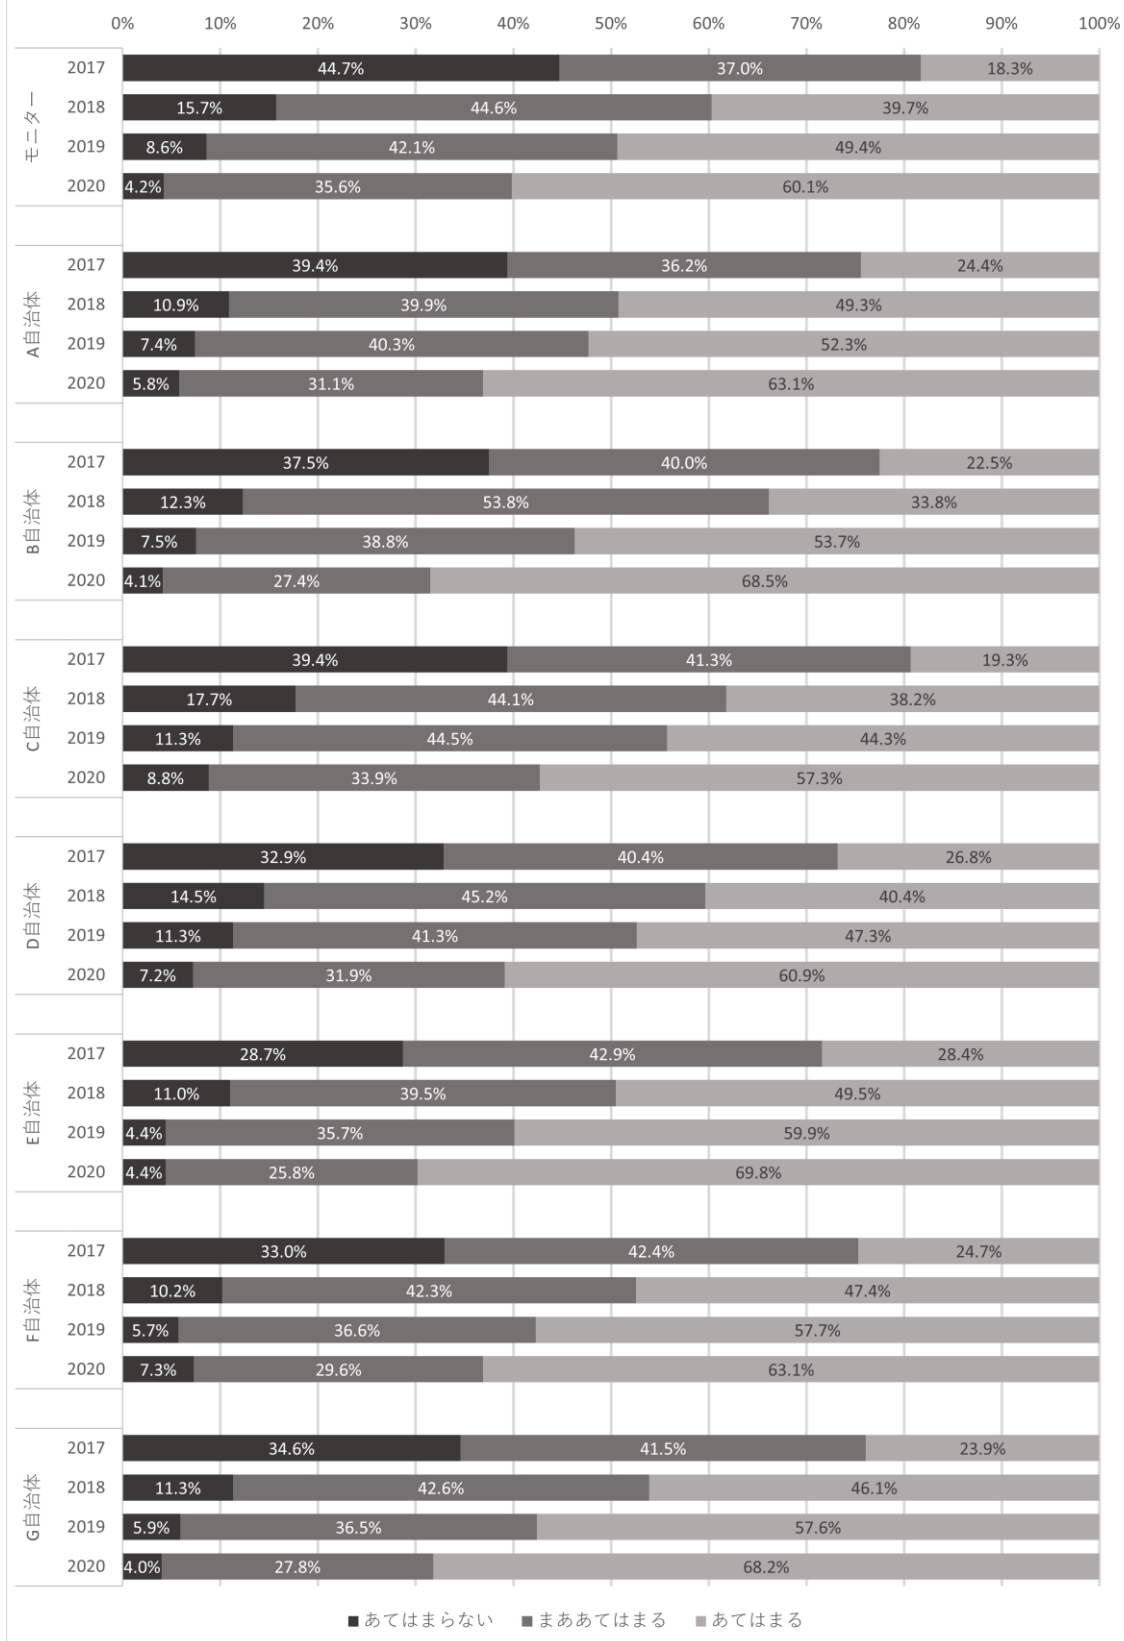 0% 10% 20% 30% 40% 50% 60% 70% 80% 90% 100%
モニター
2017 44.7% 37.0% 18.3%
2018 15.7% 44.6% 39.7%
2019 8.6% 42.1% 49.4%
2020 4.2% 35.6% 60.1%
A自治体
2017 39.4% 36.2% 24.4%
2018 10.9% 39.9% 49.3%
2019 7.4% 40.3% 52.3%
2020 5.8% 31.1% 63.1%
B自治体
2017 37.5% 40.0% 22.5%
2018 12.3% 53.8% 33.8%
2019 7.5% 38.8% 53.7%
2020 4.1% 27.4% 68.5%
C自治体
2017 39.4% 41.3% 19.3%
2018 17.7% 44.1% 38.2%
2019 11.3% 44.5% 44.3%
2020 8.8% 33.9% 57.3%
D自治体
2017 32.9% 40.4% 26.8%
2018 14.5% 45.2% 40.4%
2019 11.3% 41.3% 47.3%
2020 7.2% 31.9% 60.9%
E自治体
2017 28.7% 42.9% 28.4%
2018 11.0% 39.5% 49.5%
2019 4.4% 35.7% 59.9%
2020 4.4% 25.8% 69.8%
F自治体
2017 33.0% 42.4% 24.7%
2018 10.2% 42.3% 47.4%
2019 5.7% 36.6% 57.7%
2020 7.3% 29.6% 63.1%
G自治体
2017 34.6% 41.5% 23.9%
2018 11.3% 42.6% 46.1%
2019 5.9% 36.5% 57.6%
2020 4.0% 27.8% 68.2%
あてはまらない まああてはまる あてはまる